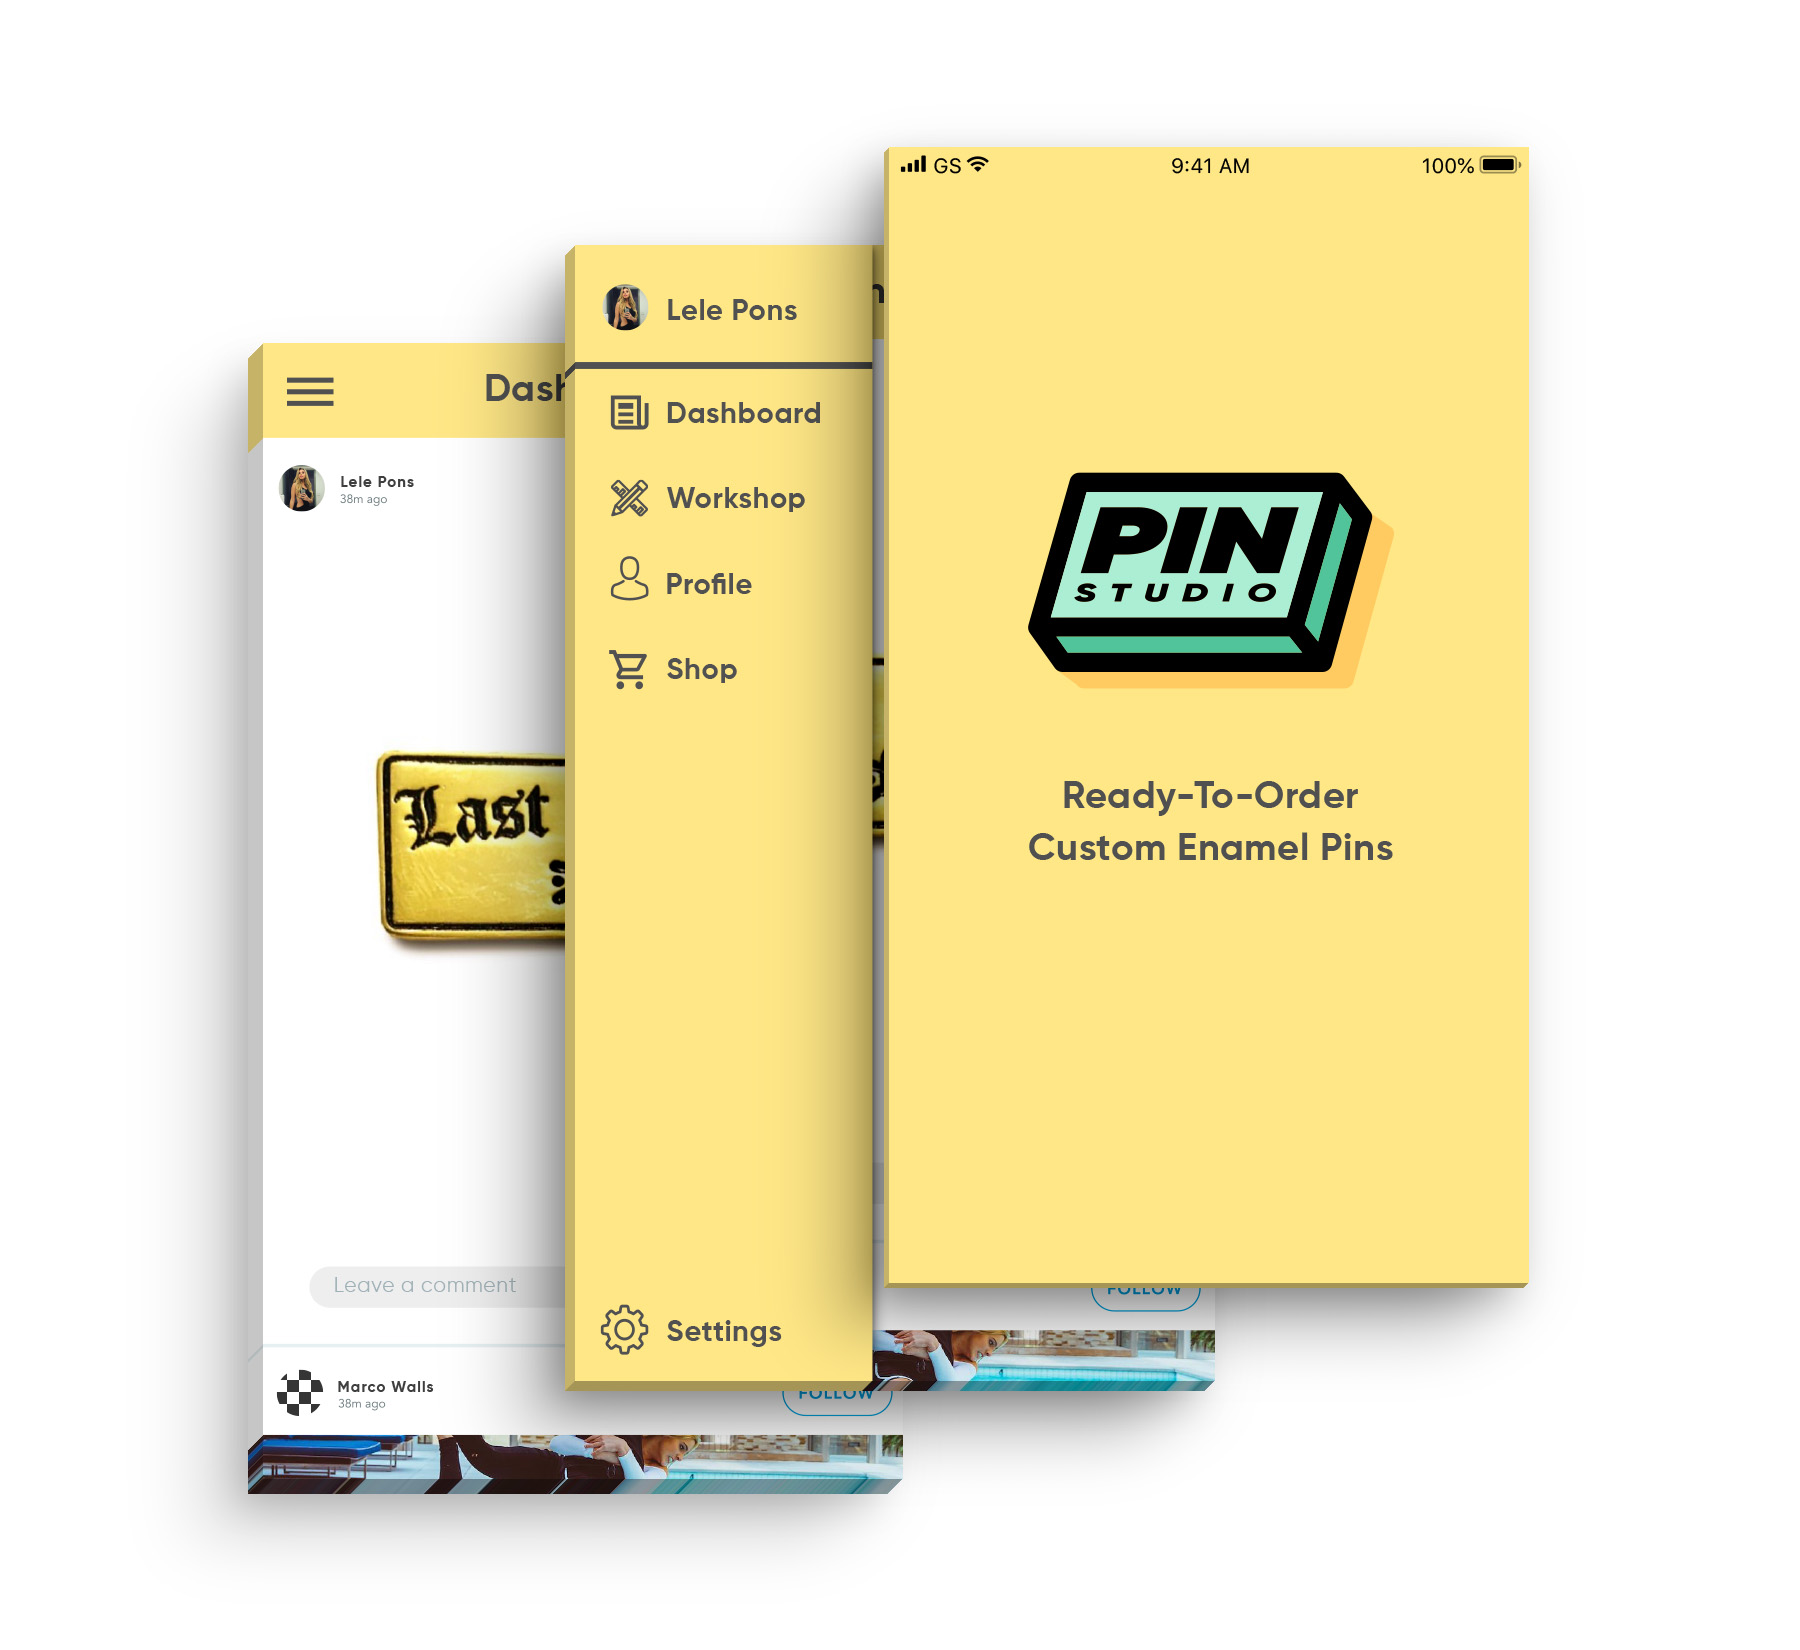 GS
9:41 AM
100%
PIN
STUDIO
Ready-To-Order
Custom Enamel Pins
Lele Pons
Dashboard
Workshop
Profile
Shop
Settings
FOLLOW
Lele Pons
38m ago
Last
Leave a comment
Marco Walls
38m ago
FOLLOW